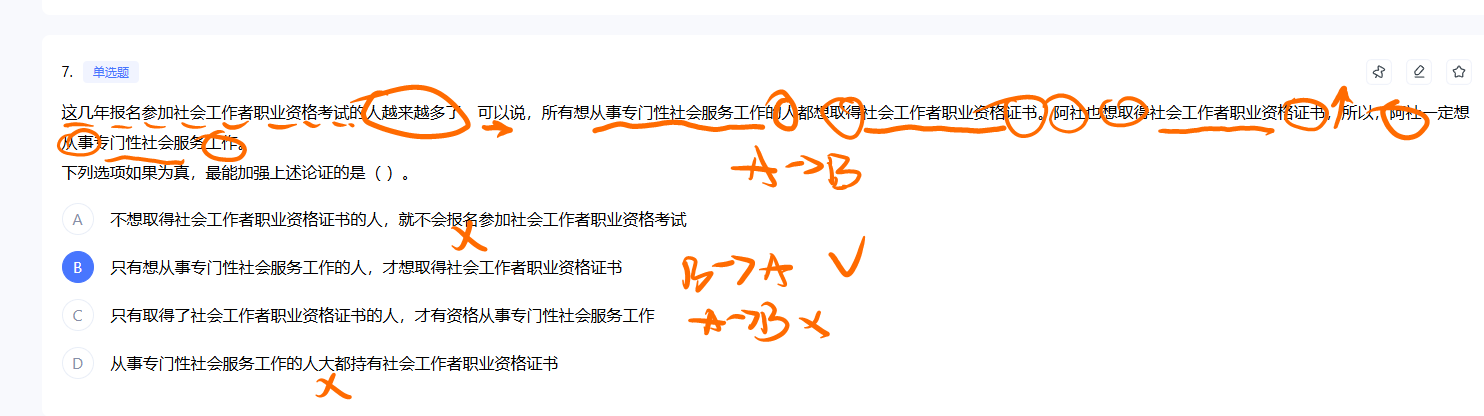 7. 单选题
这几年报名参加社会工作者职业资格考试的人越来越多了，可以说，所有想从事专门性社会服务工作的人都想取得社会工作者职业资格证书。阿社也想取得社会工作者职业资格证书，所以，阿社一定想
从事专门性社会服务工作。
A→B
下列选项如果为真，最能加强上述论证的是（ ）。
A 不想取得社会工作者职业资格证书的人，就不会报名参加社会工作者职业资格考试
B 只有想从事专门性社会服务工作的人，才想取得社会工作者职业资格证书 B→A √
C 只有取得了社会工作者职业资格证书的人，才有资格从事专门性社会服务工作 A→B ×
D 从事专门性社会服务工作的人大都持有社会工作者职业资格证书